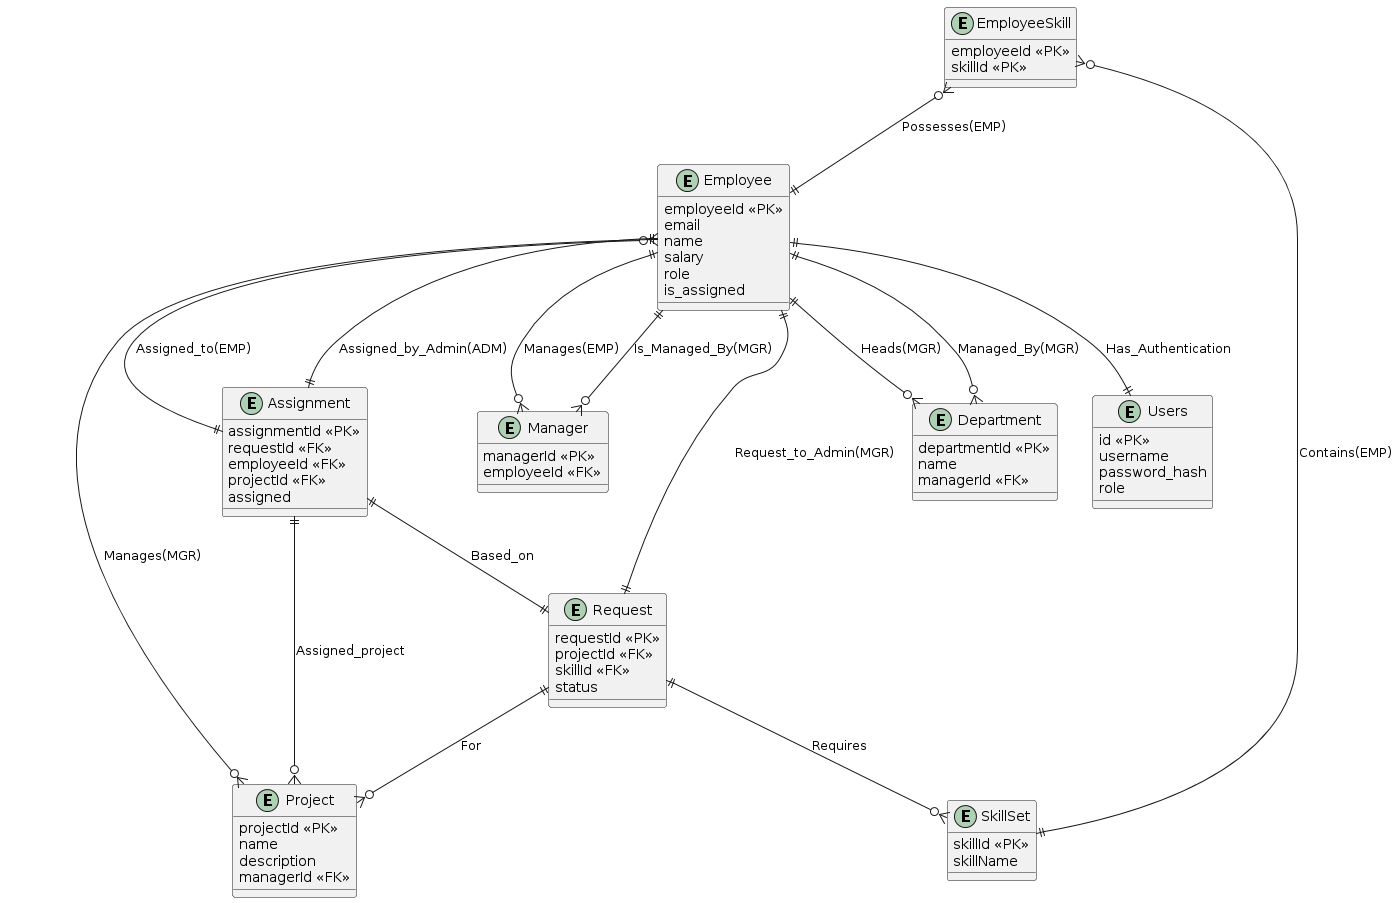 E EmployeeSkill
employeeId «PK»
skillId «PK»
Possesses(EMP)
E Employee
employeeId «PK»
email
name
salary
role
is_assigned
Assigned_to(EMP)
Assigned_by_Admin(ADM)
Manages(EMP)
Is_Managed_By(MGR)
Heads(MGR)
Managed_By(MGR)
Has_Authentication
E Assignment
assignmentId «PK»
requestId «FK»
employeeId «FK»
projectId «FK»
assigned
E Manager
managerId «PK»
employeeId «FK»
E Department
departmentId «PK»
name
managerId «FK»
E Users
id «PK»
username
password_hash
role
Request_to_Admin(MGR)
Contains(EMP)
Manages(MGR)
Based_on
E Request
requestId «PK»
projectId «FK»
skillId «FK»
status
Assigned_project
For
Requires
E Project
projectId «PK»
name
description
managerId «FK»
E SkillSet
skillId «PK»
skillName